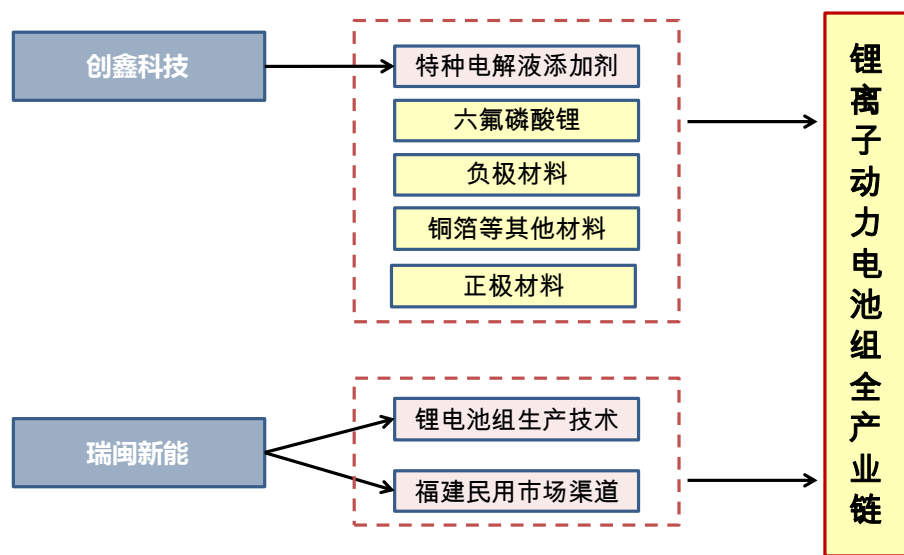 创鑫科技
特种电解液添加剂
六氟磷酸锂
负极材料
铜箔等其他材料
正极材料
瑞闽新能
锂电池组生产技术
福建民用市场渠道
锂离子动力电池组全产业链